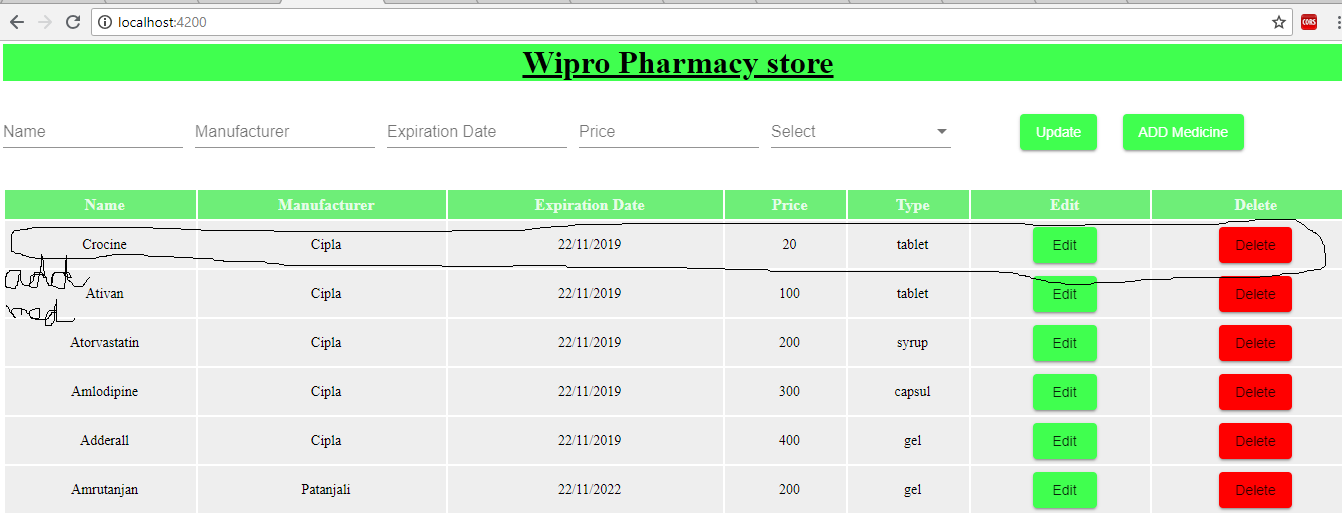 localhost:4200
CORS
Wipro Pharmacy store
Name Manufacturer Expiration Date Price Select Update ADD Medicine
Name Manufacturer Expiration Date Price Type Edit Delete
Crocine Cipla 22/11/2019 20 tablet Edit Delete
Ativan Cipla 22/11/2019 100 tablet Edit Delete
Atorvastatin Cipla 22/11/2019 200 syrup Edit Delete
Amlodipine Cipla 22/11/2019 300 capsul Edit Delete
Adderall Cipla 22/11/2019 400 gel Edit Delete
Amrutanjan Patanjali 22/11/2022 200 gel Edit Delete